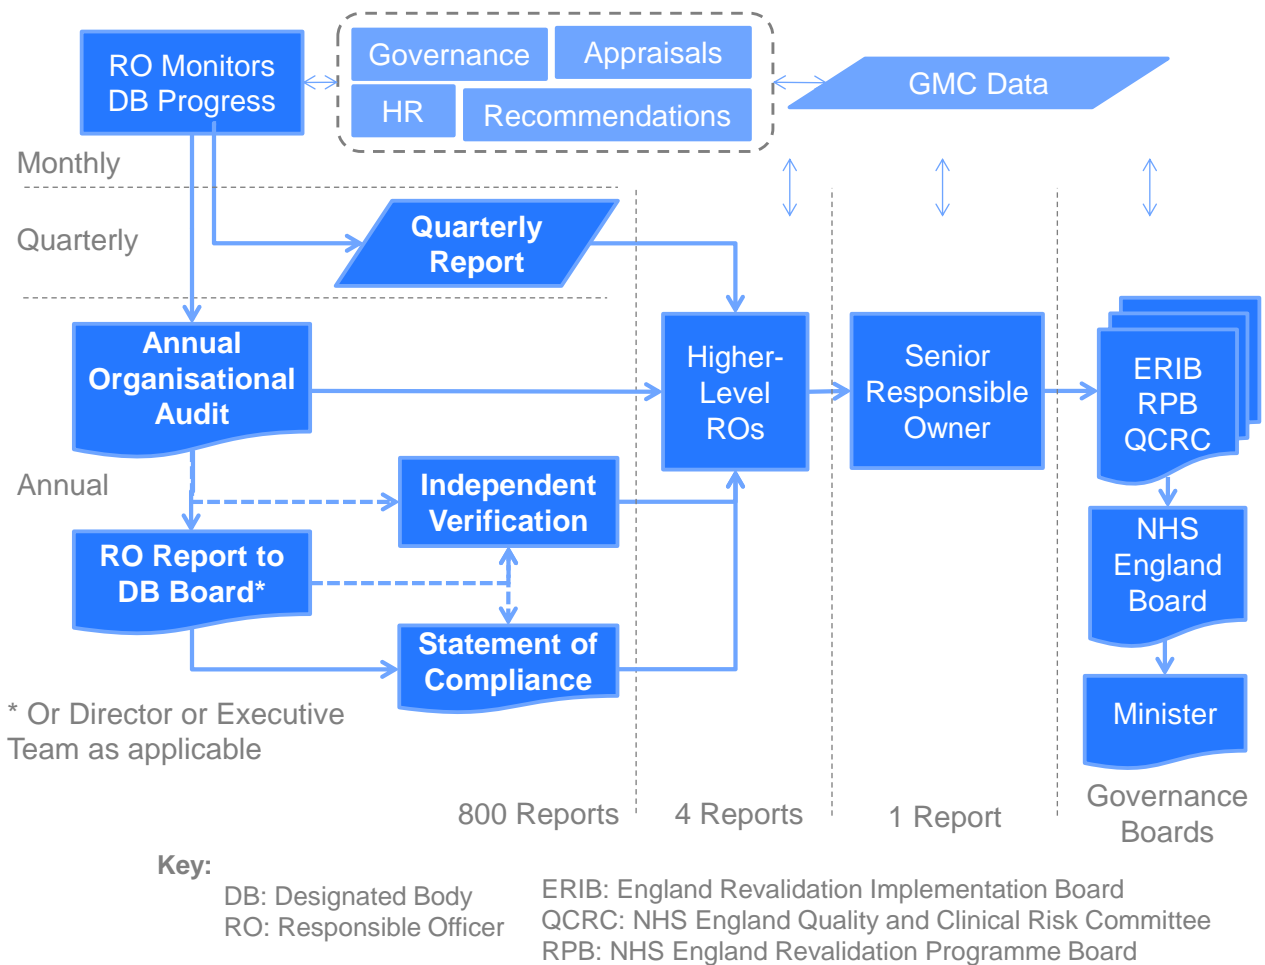 RO Monitors
DB Progress
Governance
Appraisals
HR
Recommendations
GMC Data
Monthly
Quarterly
Quarterly
Report
Annual
Organisational
Audit
Higher-
Level
ROs
Senior
Responsible
Owner
ERIB
RPB
QCRC
Annual
Independent
Verification
RO Report to
DB Board*
NHS
England
Board
Statement of
Compliance
Minister
* Or Director or Executive
Team as applicable
800 Reports
4 Reports
1 Report
Governance
Boards
Key:
DB: Designated Body
RO: Responsible Officer
ERIB: England Revalidation Implementation Board
QCRC: NHS England Quality and Clinical Risk Committee
RPB: NHS England Revalidation Programme Board